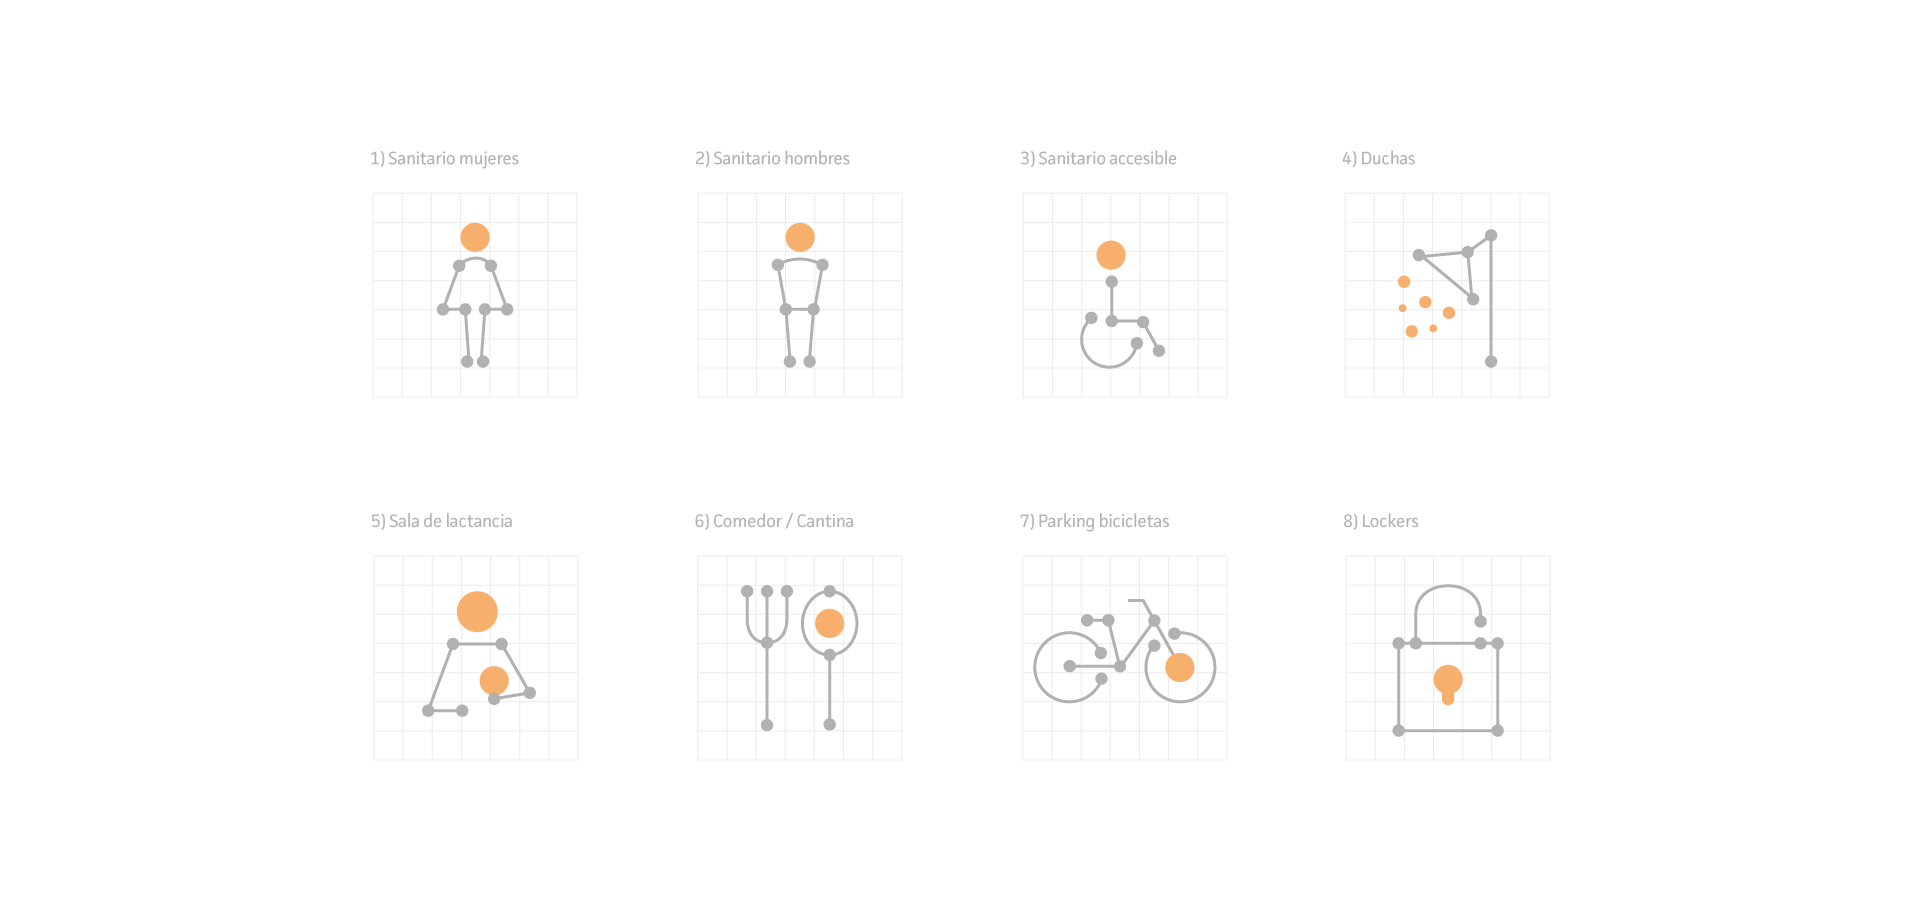 1) Sanitario mujeres
2) Sanitario hombres
3) Sanitario accesible
4) Duchas
5) Sala de lactancia
6) Comedor / Cantina
7) Parking bicicletas
8) Lockers